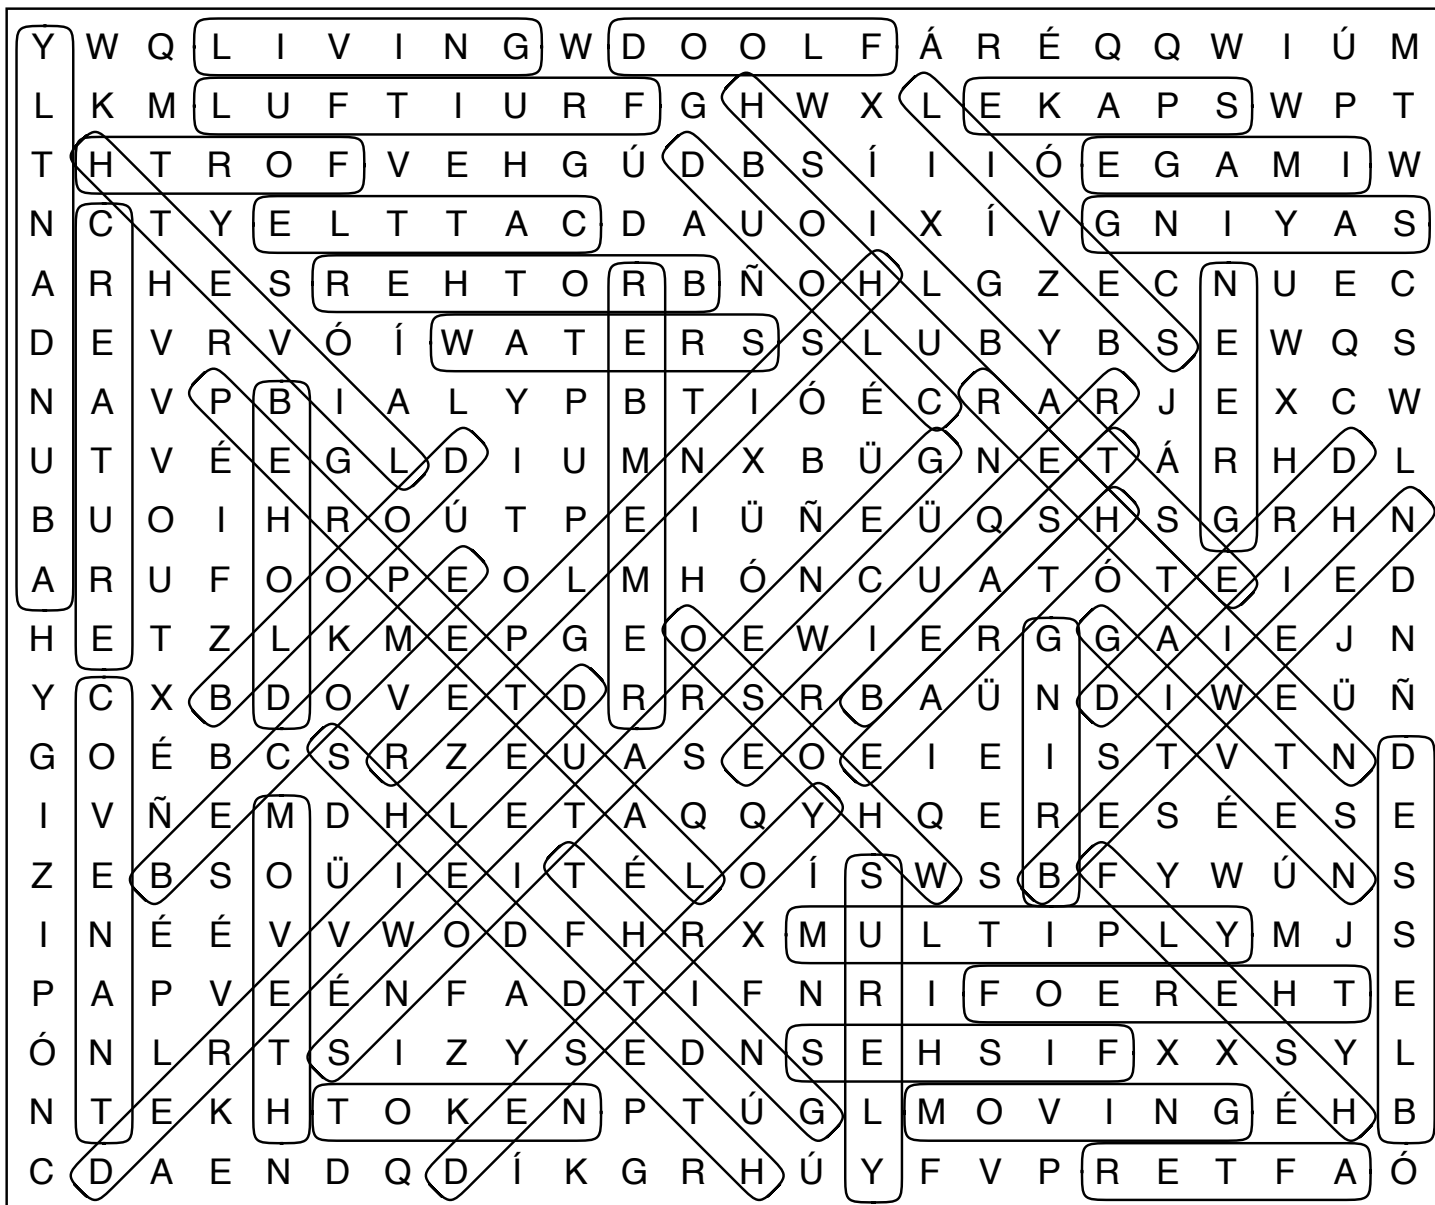 Y W Q L I V I N G W D O O L F Á R É Q Q W I Ú M
L K M L U F T I U R F G H W X L E K A P S W P T
T H T R O F V E H G Ú D B S Í I I Ó E G A M I W
N C T Y E L T T A C D A U O I X Í V G N I Y A S
A R H E S R E H T O R B Ñ O H L G Z E C N U E C
D E V R V Ó Í W A T E R S S L U B Y B S E W Q S
N A V P B I A L Y P B T I Ó É C R A R J E X C W
U T V É E G L D I U M N X B Ü G N E T Á R H D L
B U O I H R O Ú T P E I Ü Ñ E Ü Q S H S G R H N
A R U F O O P E O L M H Ó N C U A T Ó T E I E D
H E T Z L K M E P G E O E W I E R G G A I E J N
Y C X B D O V E T D R R S R B A Ü N D I W E Ü Ñ
G O É B C S R Z E U A S E O E I E I S T V T N D
I V Ñ E M D H L E T A Q Q Y H Q E R E S É E S E
Z E B S O Ü I E I T É L O Í S W S B F Y W Ú N S
I N É É V V W O D F H R X M U L T I P L Y M J S
P A P V E É N F A D T I F N R I F O E R E H T E
Ó N L R T S I Z Y S E D N S E H S I F X X S Y L
N T E K H T O K E N P T Ú G L M O V I N G É H B
C D A E N D Q D Í K G R H Ú Y F V P R E T F A Ó